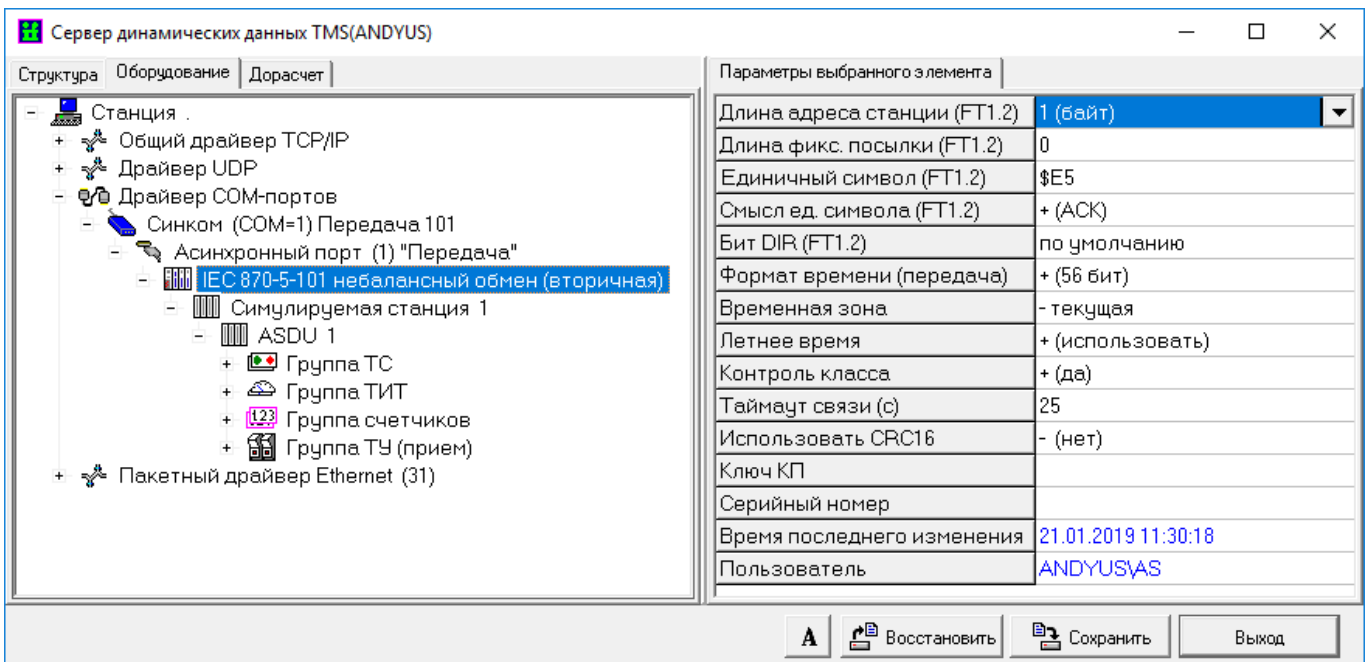 Сервер динамических данных TMS(ANDYUS)
Структура Оборудование Дорасчет
Станция .
Общий драйвер TCP/IP
Драйвер UDP
Драйвер COM-портов
Синком (COM=1) Передача 101
Асинхронный порт (1) "Передача"
IEC 870-5-101 небалансный обмен (вторичная)
Симулируемая станция 1
ASDU 1
Группа ТС
Группа ТИТ
123 Группа счетчиков
Группа ТУ (прием)
Пакетный драйвер Ethernet (31)
Параметры выбранного элемента
Длина адреса станции (FT1.2) 1 (байт)
Длина фикс. посылки (FT1.2) 0
Единичный символ (FT1.2) $E5
Смысл ед. символа (FT1.2) + (ACK)
Бит DIR (FT1.2) по умолчанию
Формат времени (передача) + (56 бит)
Временная зона - текущая
Летнее время + (использовать)
Контроль класса + (да)
Таймаут связи (с) 25
Использовать CRC16 - (нет)
Ключ КП
Серийный номер
Время последнего изменения 21.01.2019 11:30:18
Пользователь ANDYUS\AS
A Восстановить Сохранить Выход